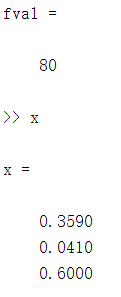 fval =
80
>> x
x =
0.3590
0.0410
0.6000